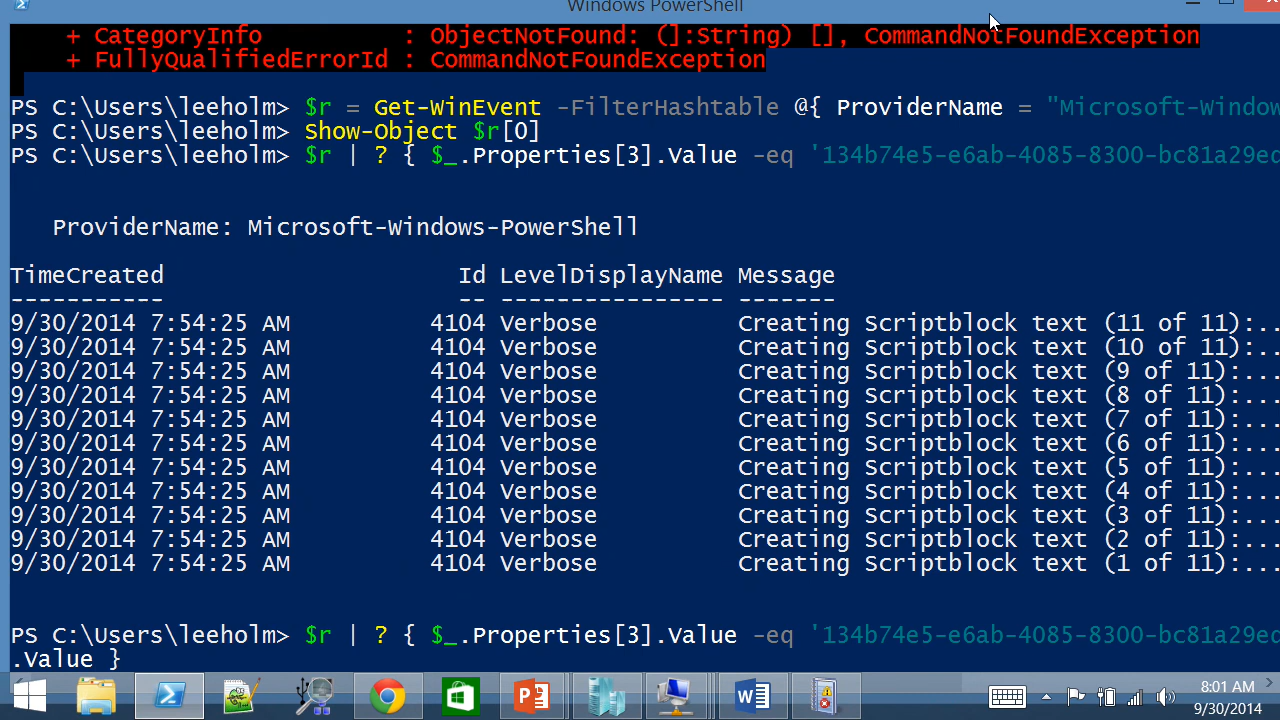 Windows PowerShell
+ CategoryInfo : ObjectNotFound: (]:String) [], CommandNotFoundException
+ FullyQualifiedErrorId : CommandNotFoundException
PS C:\Users\leeholm> $r = Get-WinEvent -FilterHashtable @{ ProviderName = "Microsoft-Window
PS C:\Users\leeholm> Show-Object $r[0]
PS C:\Users\leeholm> $r | ? { $_.Properties[3].Value -eq '134b74e5-e6ab-4085-8300-bc81a29ed
ProviderName: Microsoft-Windows-PowerShell
TimeCreated Id LevelDisplayName Message
----------- -- ---------------- -------
9/30/2014 7:54:25 AM 4104 Verbose Creating Scriptblock text (11 of 11):...
9/30/2014 7:54:25 AM 4104 Verbose Creating Scriptblock text (10 of 11):...
9/30/2014 7:54:25 AM 4104 Verbose Creating Scriptblock text (9 of 11):...
9/30/2014 7:54:25 AM 4104 Verbose Creating Scriptblock text (8 of 11):...
9/30/2014 7:54:25 AM 4104 Verbose Creating Scriptblock text (7 of 11):...
9/30/2014 7:54:25 AM 4104 Verbose Creating Scriptblock text (6 of 11):...
9/30/2014 7:54:25 AM 4104 Verbose Creating Scriptblock text (5 of 11):...
9/30/2014 7:54:25 AM 4104 Verbose Creating Scriptblock text (4 of 11):...
9/30/2014 7:54:25 AM 4104 Verbose Creating Scriptblock text (3 of 11):...
9/30/2014 7:54:25 AM 4104 Verbose Creating Scriptblock text (2 of 11):...
9/30/2014 7:54:25 AM 4104 Verbose Creating Scriptblock text (1 of 11):...
PS C:\Users\leeholm> $r | ? { $_.Properties[3].Value -eq '134b74e5-e6ab-4085-8300-bc81a29ed
.Value }
8:01 AM
9/30/2014